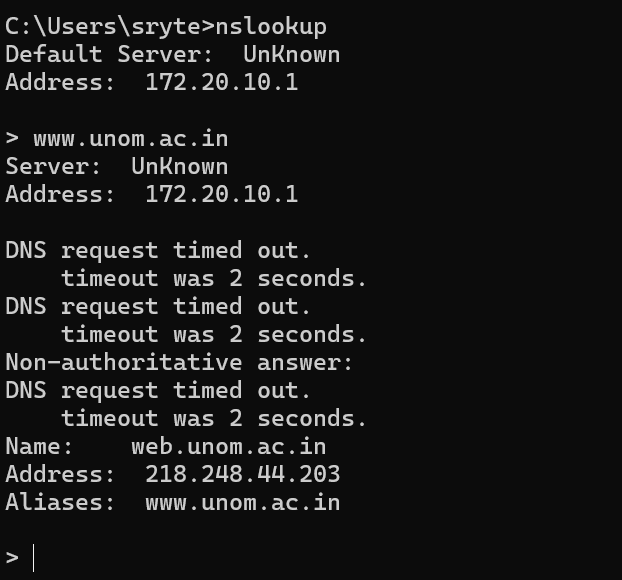 C:\Users\sryte>nslookup
Default Server:  UnKnown
Address:  172.20.10.1

> www.unom.ac.in
Server:  UnKnown
Address:  172.20.10.1

DNS request timed out.
    timeout was 2 seconds.
DNS request timed out.
    timeout was 2 seconds.
Non-authoritative answer:
DNS request timed out.
    timeout was 2 seconds.
Name:    web.unom.ac.in
Address:  218.248.44.203
Aliases:  www.unom.ac.in

>